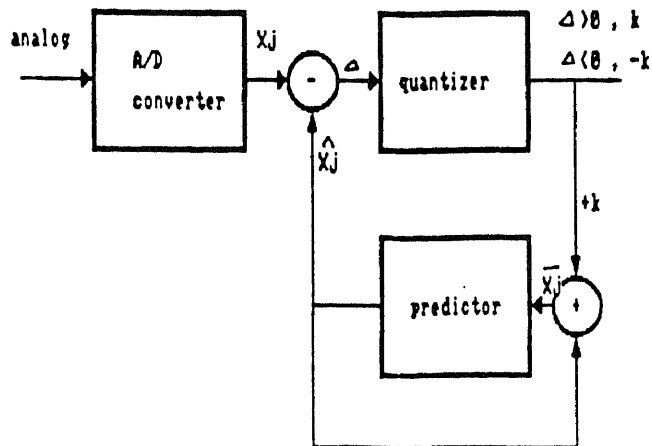 analog
A/D
converter
Xj
-
Δ
quantizer
Δ>0 , k
Δ<0 , -k
X̂j
+k
predictor
X̅j
+